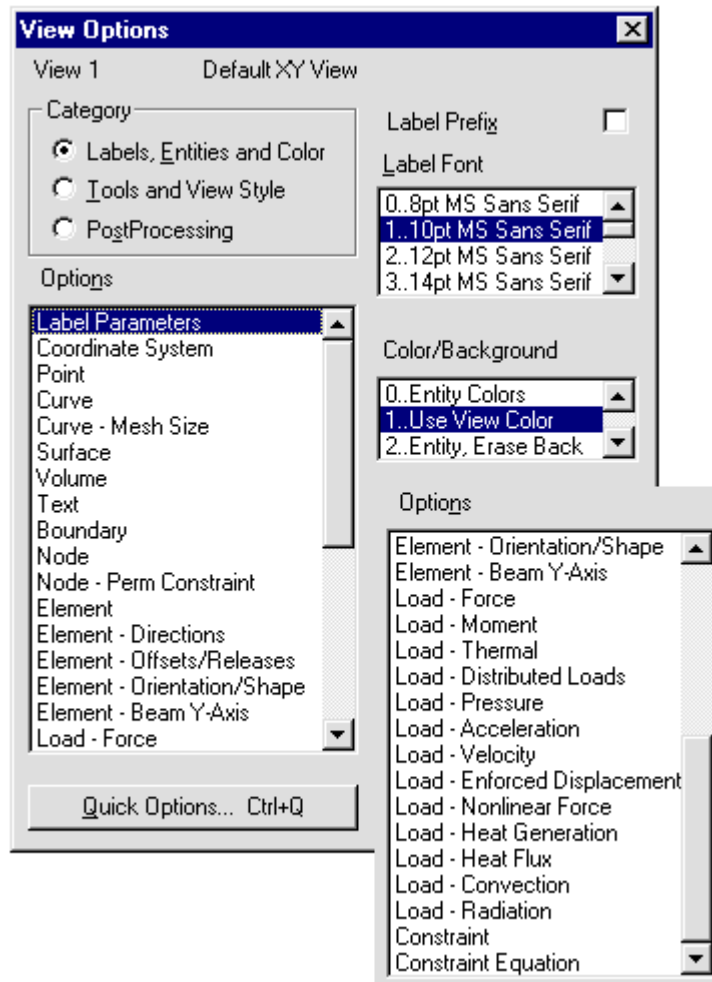 View Options
View 1 Default XY View
Category
Labels, Entities and Color
Tools and View Style
PostProcessing
Label Prefix
Label Font
0..8pt MS Sans Serif
1..10pt MS Sans Serif
2..12pt MS Sans Serif
3..14pt MS Sans Serif
Options
Label Parameters
Coordinate System
Point
Curve
Curve - Mesh Size
Surface
Volume
Text
Boundary
Node
Node - Perm Constraint
Element
Element - Directions
Element - Offsets/Releases
Element - Orientation/Shape
Element - Beam Y-Axis
Load - Force
Color/Background
0..Entity Colors
1..Use View Color
2..Entity, Erase Back
Quick Options... Ctrl+Q
Options
Element - Orientation/Shape
Element - Beam Y-Axis
Load - Force
Load - Moment
Load - Thermal
Load - Distributed Loads
Load - Pressure
Load - Acceleration
Load - Velocity
Load - Enforced Displacement
Load - Nonlinear Force
Load - Heat Generation
Load - Heat Flux
Load - Convection
Load - Radiation
Constraint
Constraint Equation